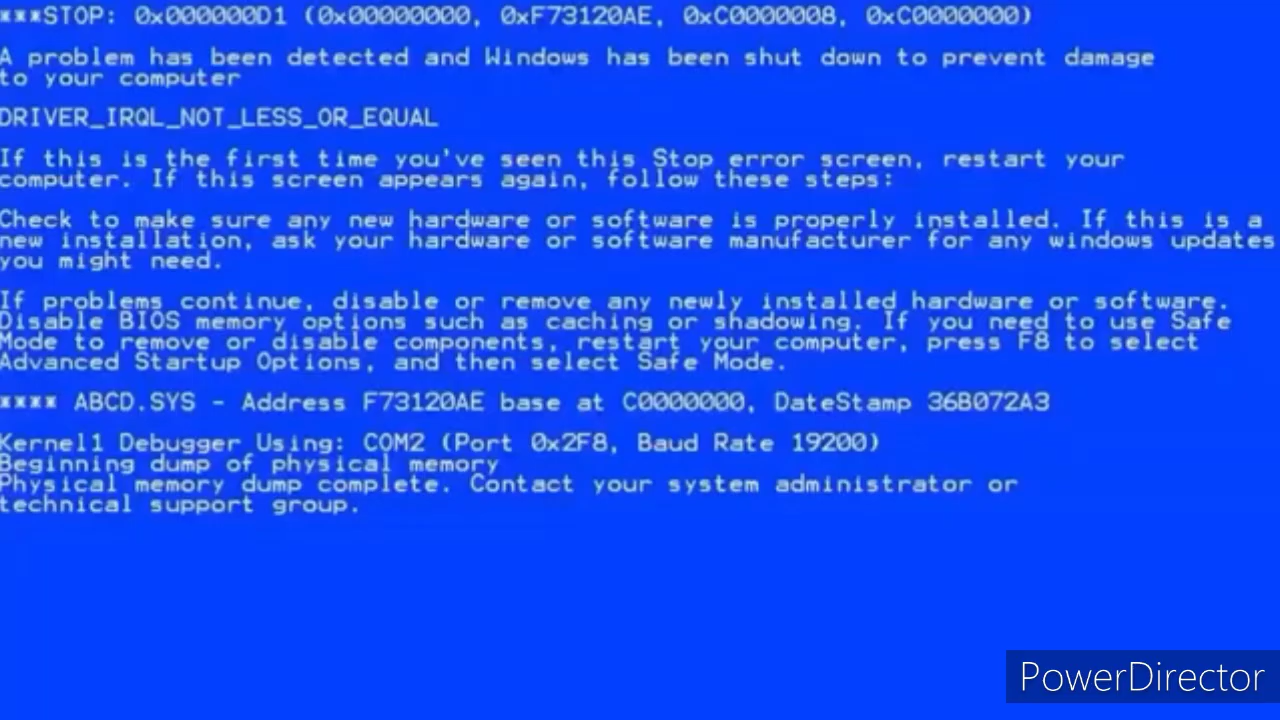 ***STOP: 0x000000D1 (0x00000000, 0xF73120AE, 0xC0000008, 0xC0000000)
A problem has been detected and Windows has been shut down to prevent damage
to your computer
DRIVER_IRQL_NOT_LESS_OR_EQUAL
If this is the first time you've seen this Stop error screen, restart your
computer. If this screen appears again, follow these steps:
Check to make sure any new hardware or software is properly installed. If this is a
new installation, ask your hardware or software manufacturer for any windows updates
you might need.
If problems continue, disable or remove any newly installed hardware or software.
Disable BIOS memory options such as caching or shadowing. If you need to use Safe
Mode to remove or disable components, restart your computer, press F8 to select
Advanced Startup Options, and then select Safe Mode.
**** ABCD.SYS - Address F73120AE base at C0000000, DateStamp 36B072A3
Kernel1 Debugger Using: COM2 (Port 0x2F8, Baud Rate 19200)
Beginning dump of physical memory
Physical memory dump complete. Contact your system administrator or
technical support group.
PowerDirector